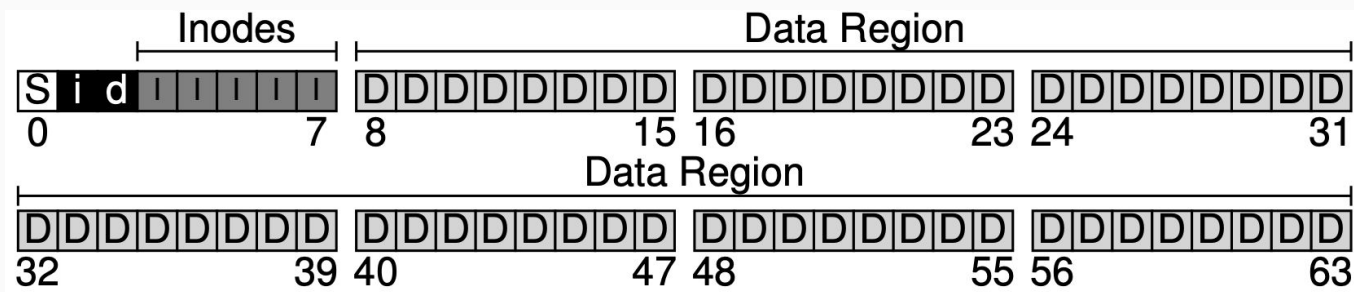 Inodes Data Region
S i d I I I I I D D D D D D D D D D D D D D D D D D D D D D D D
0 7 8 15 16 23 24 31
Data Region
D D D D D D D D D D D D D D D D D D D D D D D D D D D D D D D D
32 39 40 47 48 55 56 63